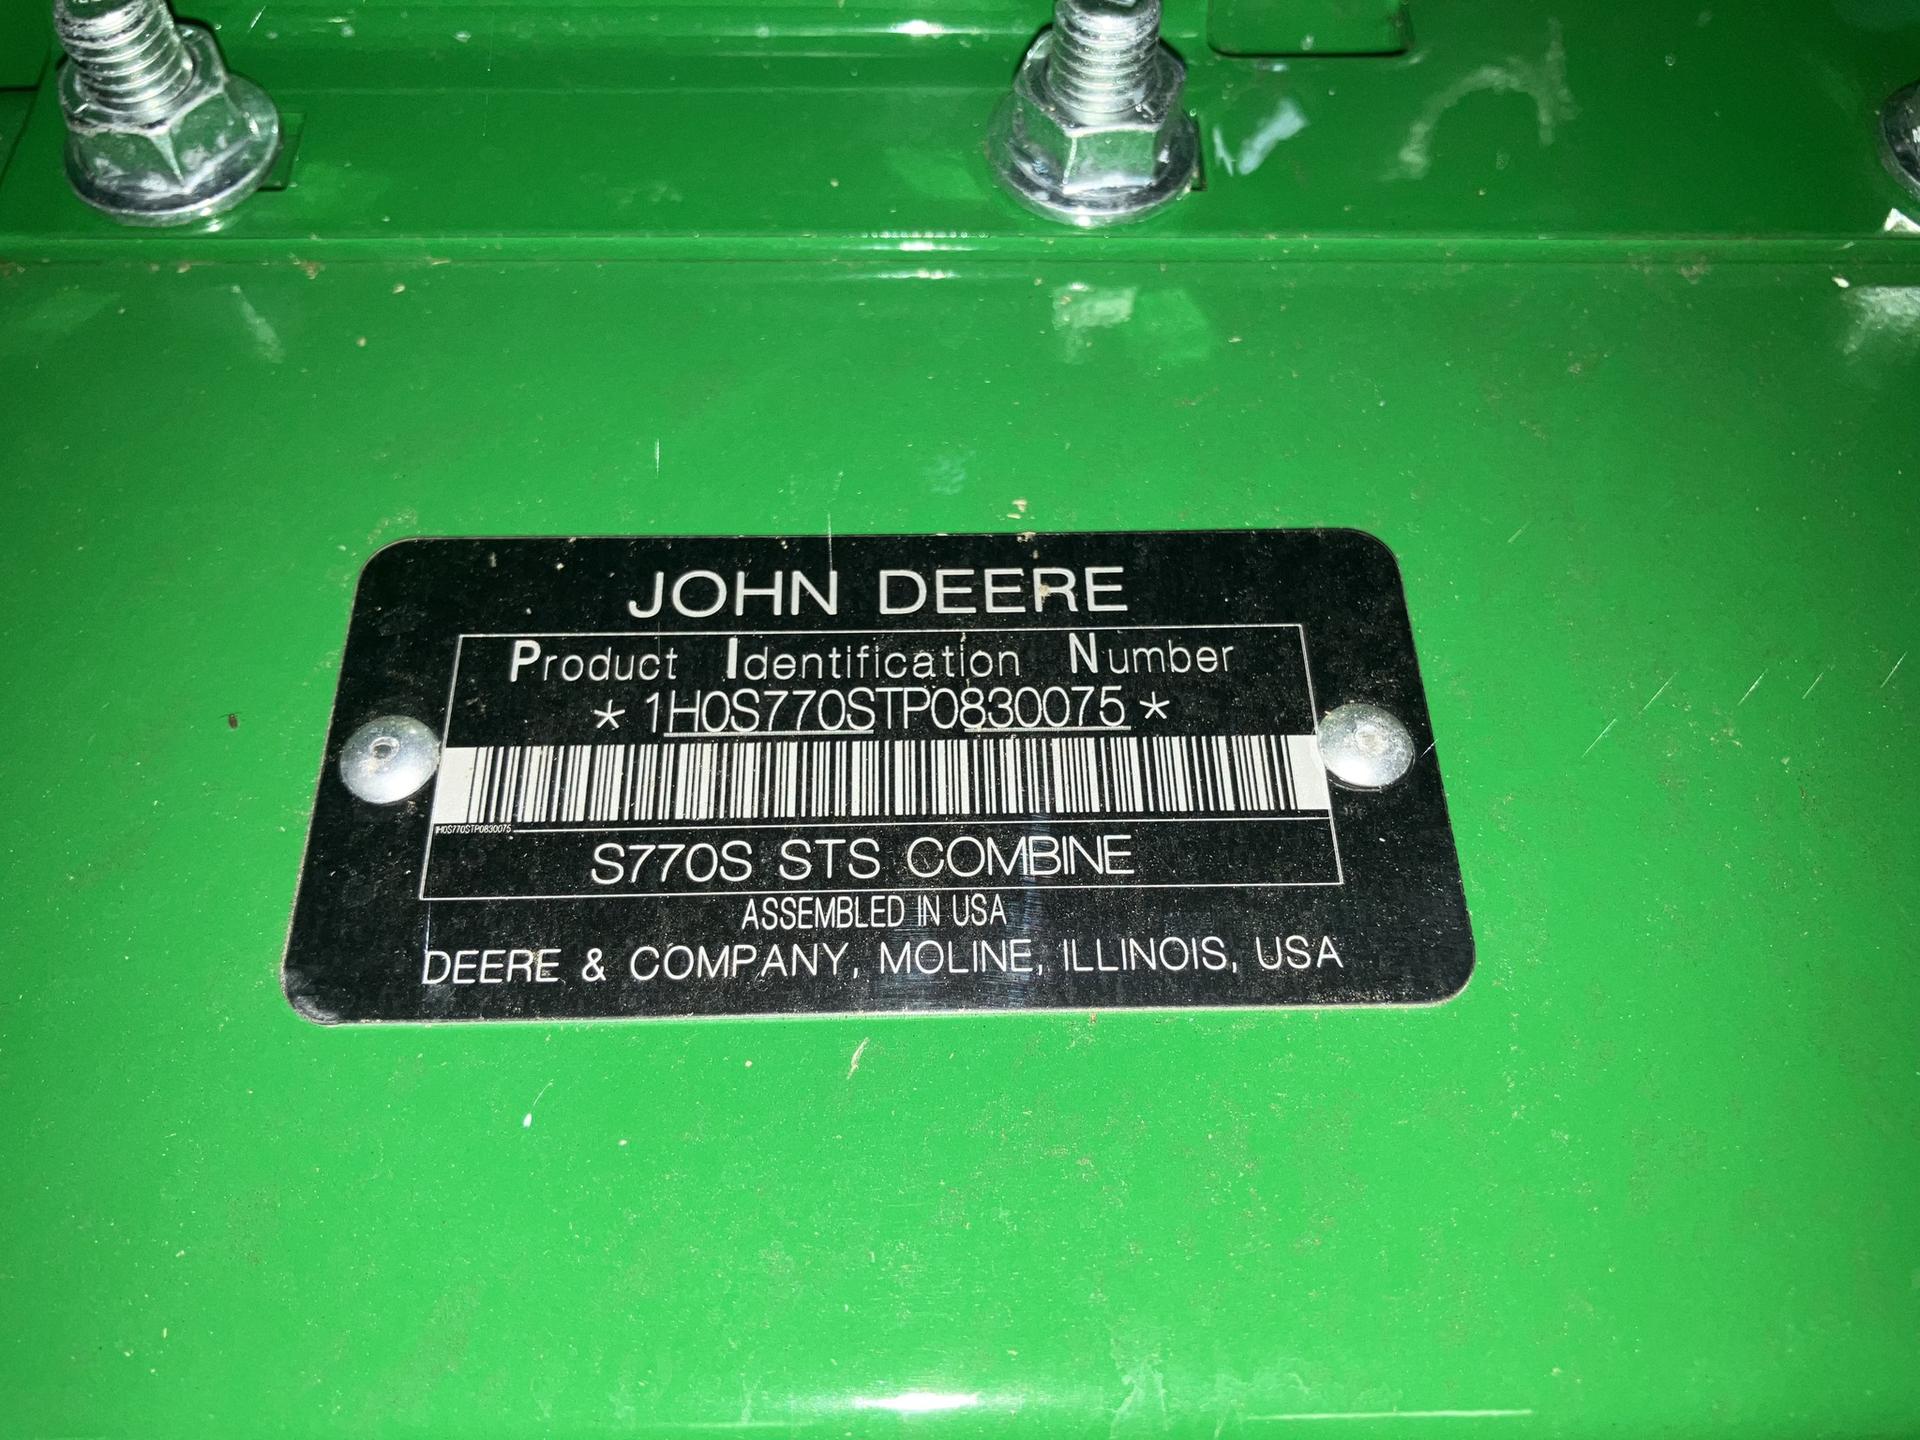 JOHN DEERE
Product Identification Number
*1H0S770STP0830075*
1H0S770STP0830075
S770S STS COMBINE
ASSEMBLED IN USA
DEERE & COMPANY, MOLINE, ILLINOIS, USA